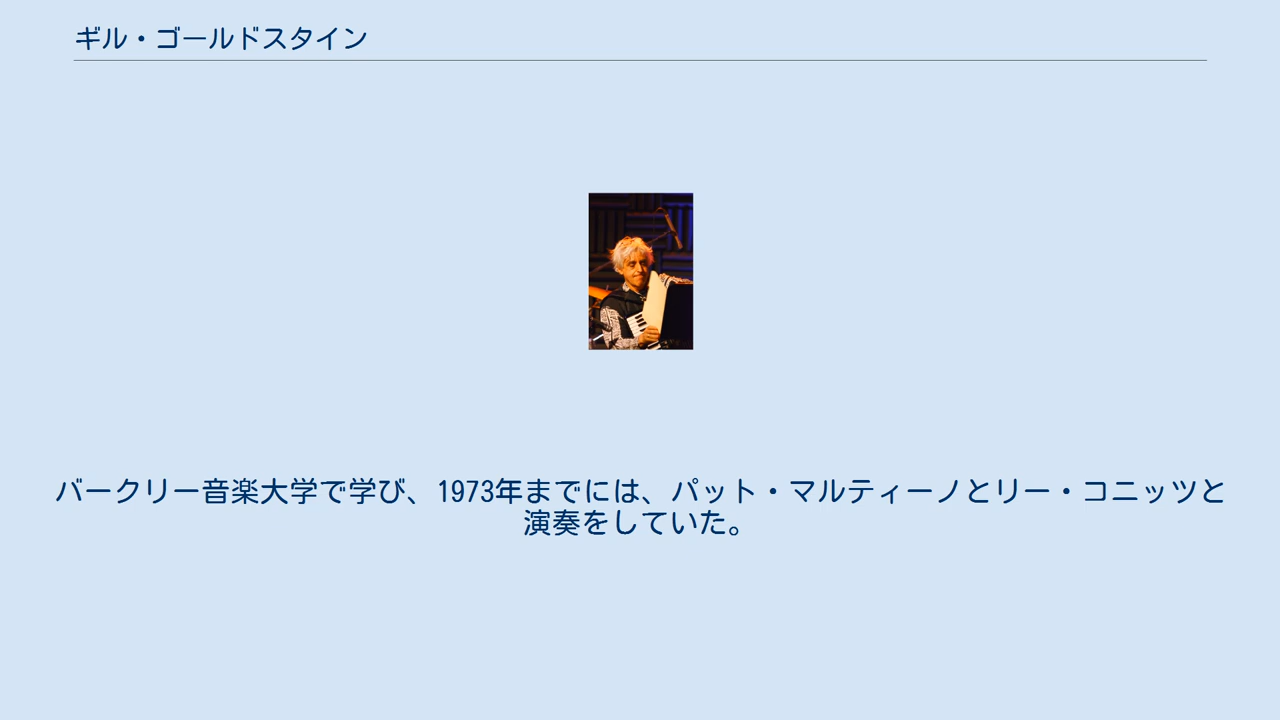 ギル・ゴールドスタイン
バークリー音楽大学で学び、1973年までには、パット・マルティーノとリー・コニッツと
演奏をしていた。